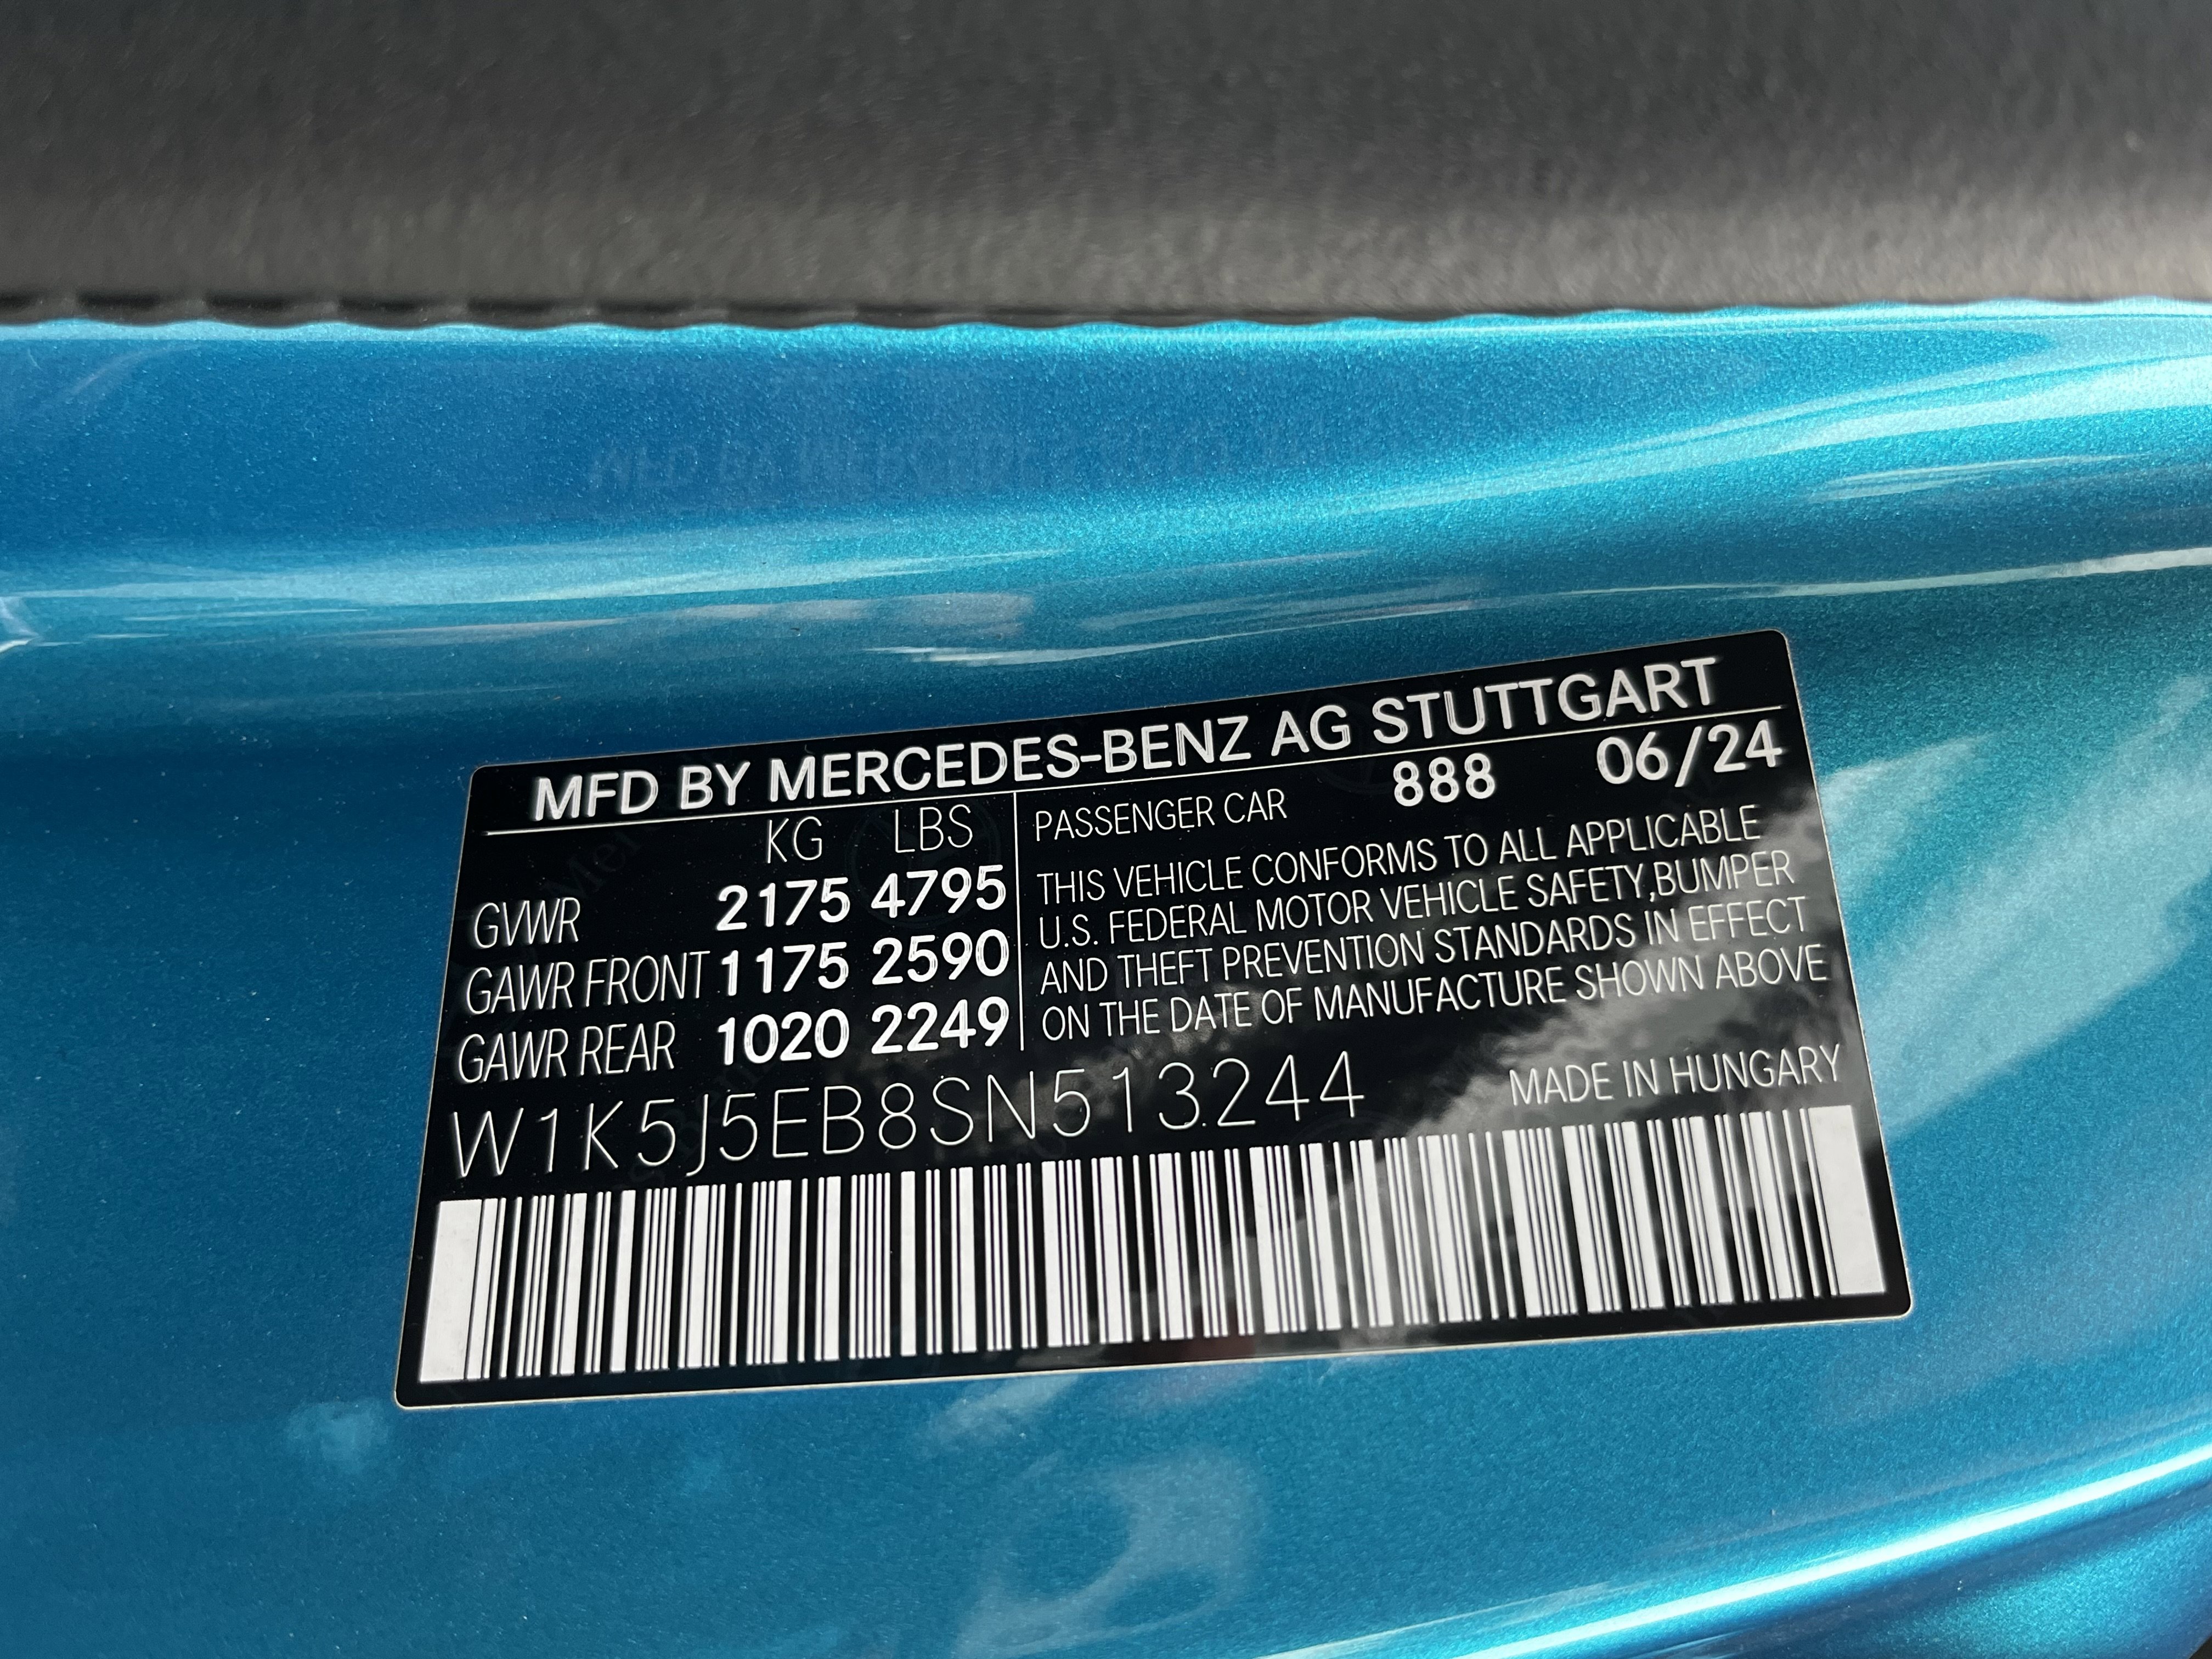 MFD BY MERCEDES-BENZ AG STUTTGART
KG LBS
GVWR 2175 4795
GAWR FRONT 1175 2590
GAWR REAR 1020 2249
PASSENGER CAR 888 06/24
THIS VEHICLE CONFORMS TO ALL APPLICABLE
U.S. FEDERAL MOTOR VEHICLE SAFETY,BUMPER
AND THEFT PREVENTION STANDARDS IN EFFECT
ON THE DATE OF MANUFACTURE SHOWN ABOVE
W1K5J5EB8SN513244
MADE IN HUNGARY